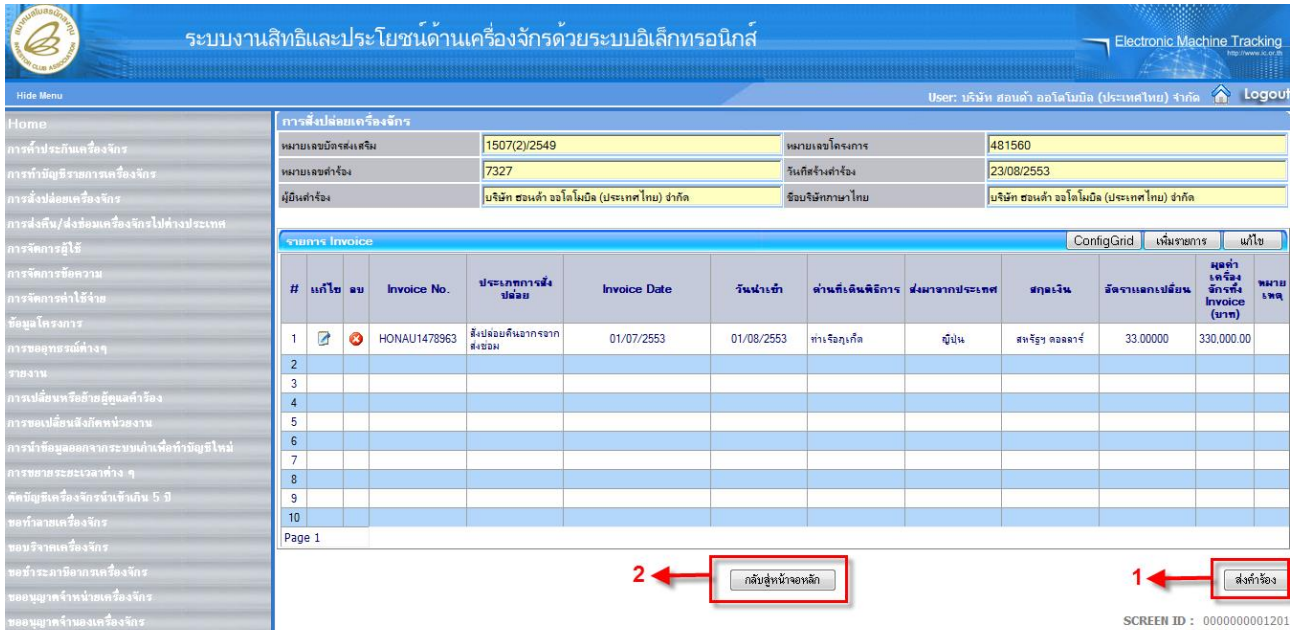 ระบบงานสิทธิและประโยชน์ด้านเครื่องจักรด้วยระบบอิเล็กทรอนิกส์
Electronic Machine Tracking
http://www.ic.or.th
Hide Menu
User: บริษัท ฮอนด้า ออโตโมบิล (ประเทศไทย) จำกัด
Logout
Home
การค้ำประกันเครื่องจักร
การทำบัญชีรายการเครื่องจักร
การสั่งปล่อยเครื่องจักร
การส่งคืน/ส่งซ่อมเครื่องจักรไปต่างประเทศ
การจัดการผู้ใช้
การจัดการข้อความ
การจัดการค่าใช้จ่าย
ข้อมูลโครงการ
การขออุทธรณ์ต่างๆ
รายงาน
การเปลี่ยนหรือย้ายผู้ดูแลคำร้อง
การขอเปลี่ยนสังกัดหน่วยงาน
การนำข้อมูลออกจากระบบเก่าเพื่อทำบัญชีใหม่
การขยายระยะเวลาต่าง ๆ
ตัดบัญชีเครื่องจักรนำเข้าเกิน 5 ปี
ขอทำลายเครื่องจักร
ขอบริจาคเครื่องจักร
ขอชำระภาษีอากรเครื่องจักร
ขออนุญาตจำหน่ายเครื่องจักร
ขออนุญาตจำนองเครื่องจักร
การสั่งปล่อยเครื่องจักร
หมายเลขบัตรส่งเสริม 1507(2)/2549 หมายเลขโครงการ 481560
หมายเลขคำร้อง 7327 วันที่สร้างคำร้อง 23/08/2553
ผู้ยื่นคำร้อง บริษัท ฮอนด้า ออโตโมบิล (ประเทศไทย) จำกัด ชื่อบริษัทภาษาไทย บริษัท ฮอนด้า ออโตโมบิล (ประเทศไทย) จำกัด
รายการ Invoice ConfigGrid เพิ่มรายการ แก้ไข
# แก้ไข ลบ Invoice No. ประเภทการสั่งปล่อย Invoice Date วันนำเข้า ด่านที่เดินพิธีการ ส่งมาจากประเทศ สกุลเงิน อัตราแลกเปลี่ยน มูลค่าเครื่องจักรทั้ง Invoice (บาท) หมายเหตุ
1 HONAU1478963 สั่งปล่อยคืนอากรจากส่งซ่อม 01/07/2553 01/08/2553 ท่าเรือภูเก็ต ญี่ปุ่น สหรัฐฯ ดอลลาร์ 33.00000 330,000.00
2
3
4
5
6
7
8
9
10
Page 1
2 กลับสู่หน้าจอหลัก 1 ส่งคำร้อง
SCREEN ID : 0000000001201